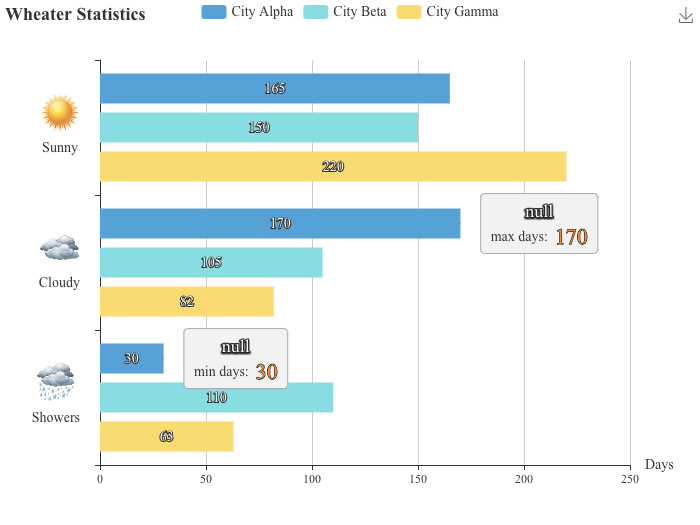 Wheater Statistics
City Alpha City Beta City Gamma
165
Sunny
150
220
null
max days: 170
170
Cloudy
105
82
null
min days: 30
30
Showers
110
63
Days
0 50 100 150 200 250